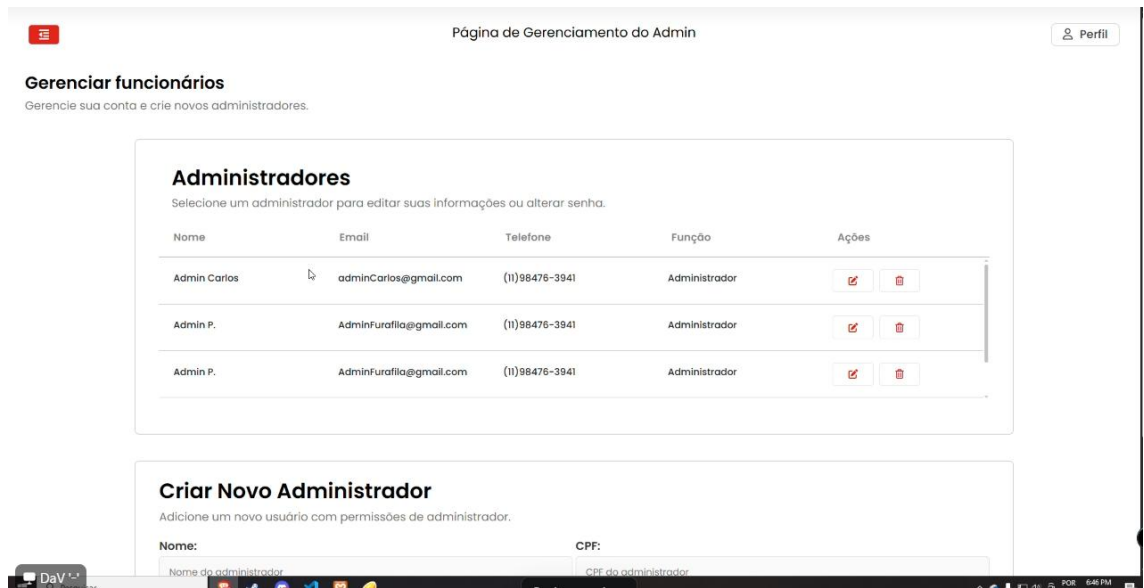 Página de Gerenciamento do Admin
Perfil
Gerenciar funcionários
Gerencie sua conta e crie novos administradores.
Administradores
Selecione um administrador para editar suas informações ou alterar senha.
Nome Email Telefone Função Ações
Admin Carlos adminCarlos@gmail.com (11)98476-3941 Administrador
Admin P. AdminFurafila@gmail.com (11)98476-3941 Administrador
Admin P. AdminFurafila@gmail.com (11)98476-3941 Administrador
Criar Novo Administrador
Adicione um novo usuário com permissões de administrador.
Nome: CPF:
Nome do administrador CPF do administrador
DaV '-'
POR 6:46 PM